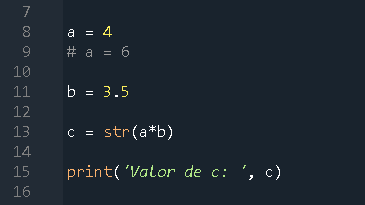 7
8 a = 4
9 # a = 6
10
11 b = 3.5
12
13 c = str(a*b)
14
15 print('Valor de c: ', c)
16